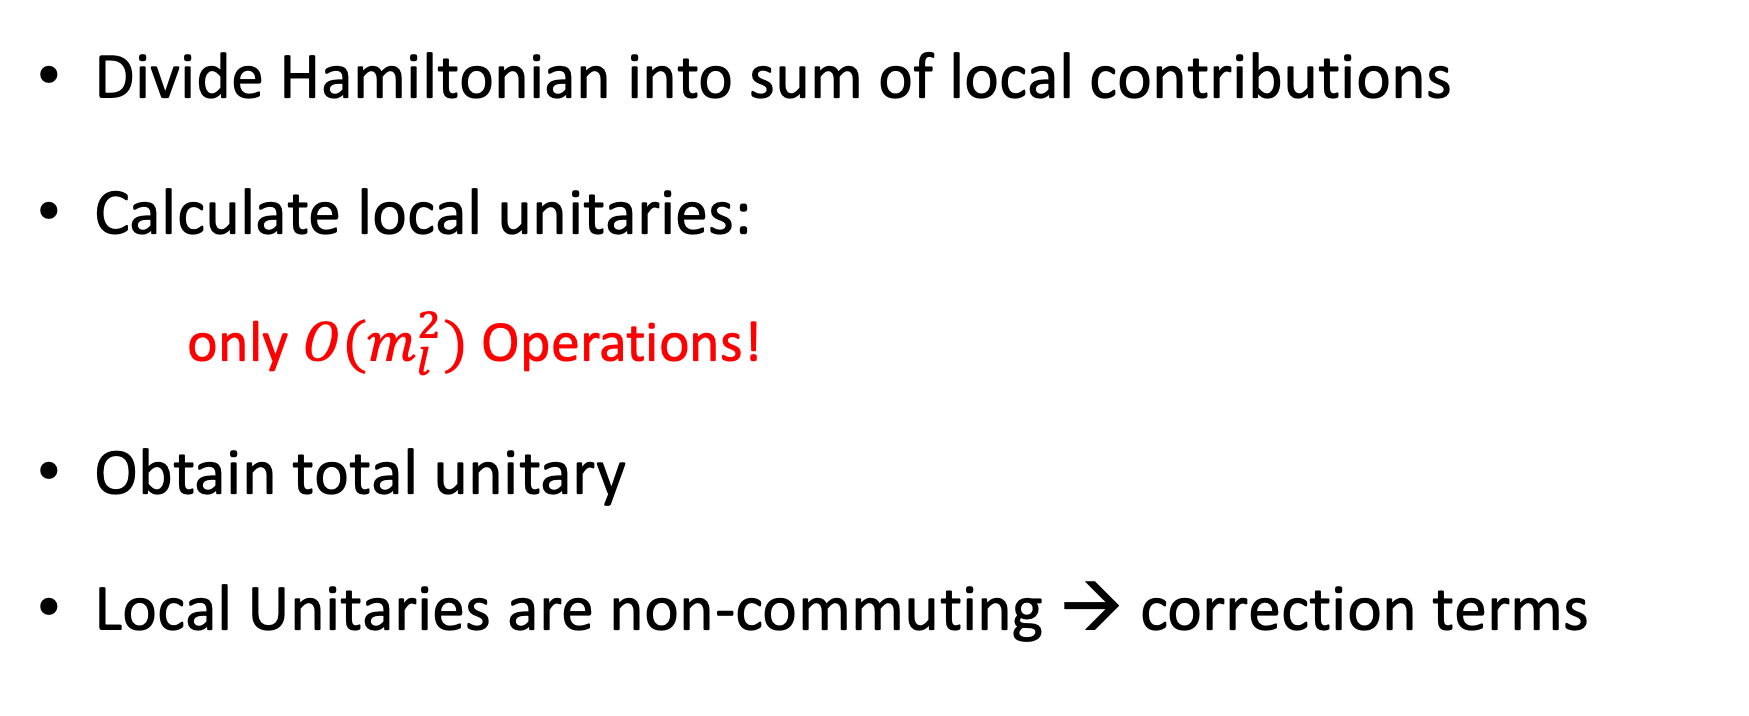 • Divide Hamiltonian into sum of local contributions
• Calculate local unitaries:
only O(m_l^2) Operations!
• Obtain total unitary
• Local Unitaries are non-commuting → correction terms